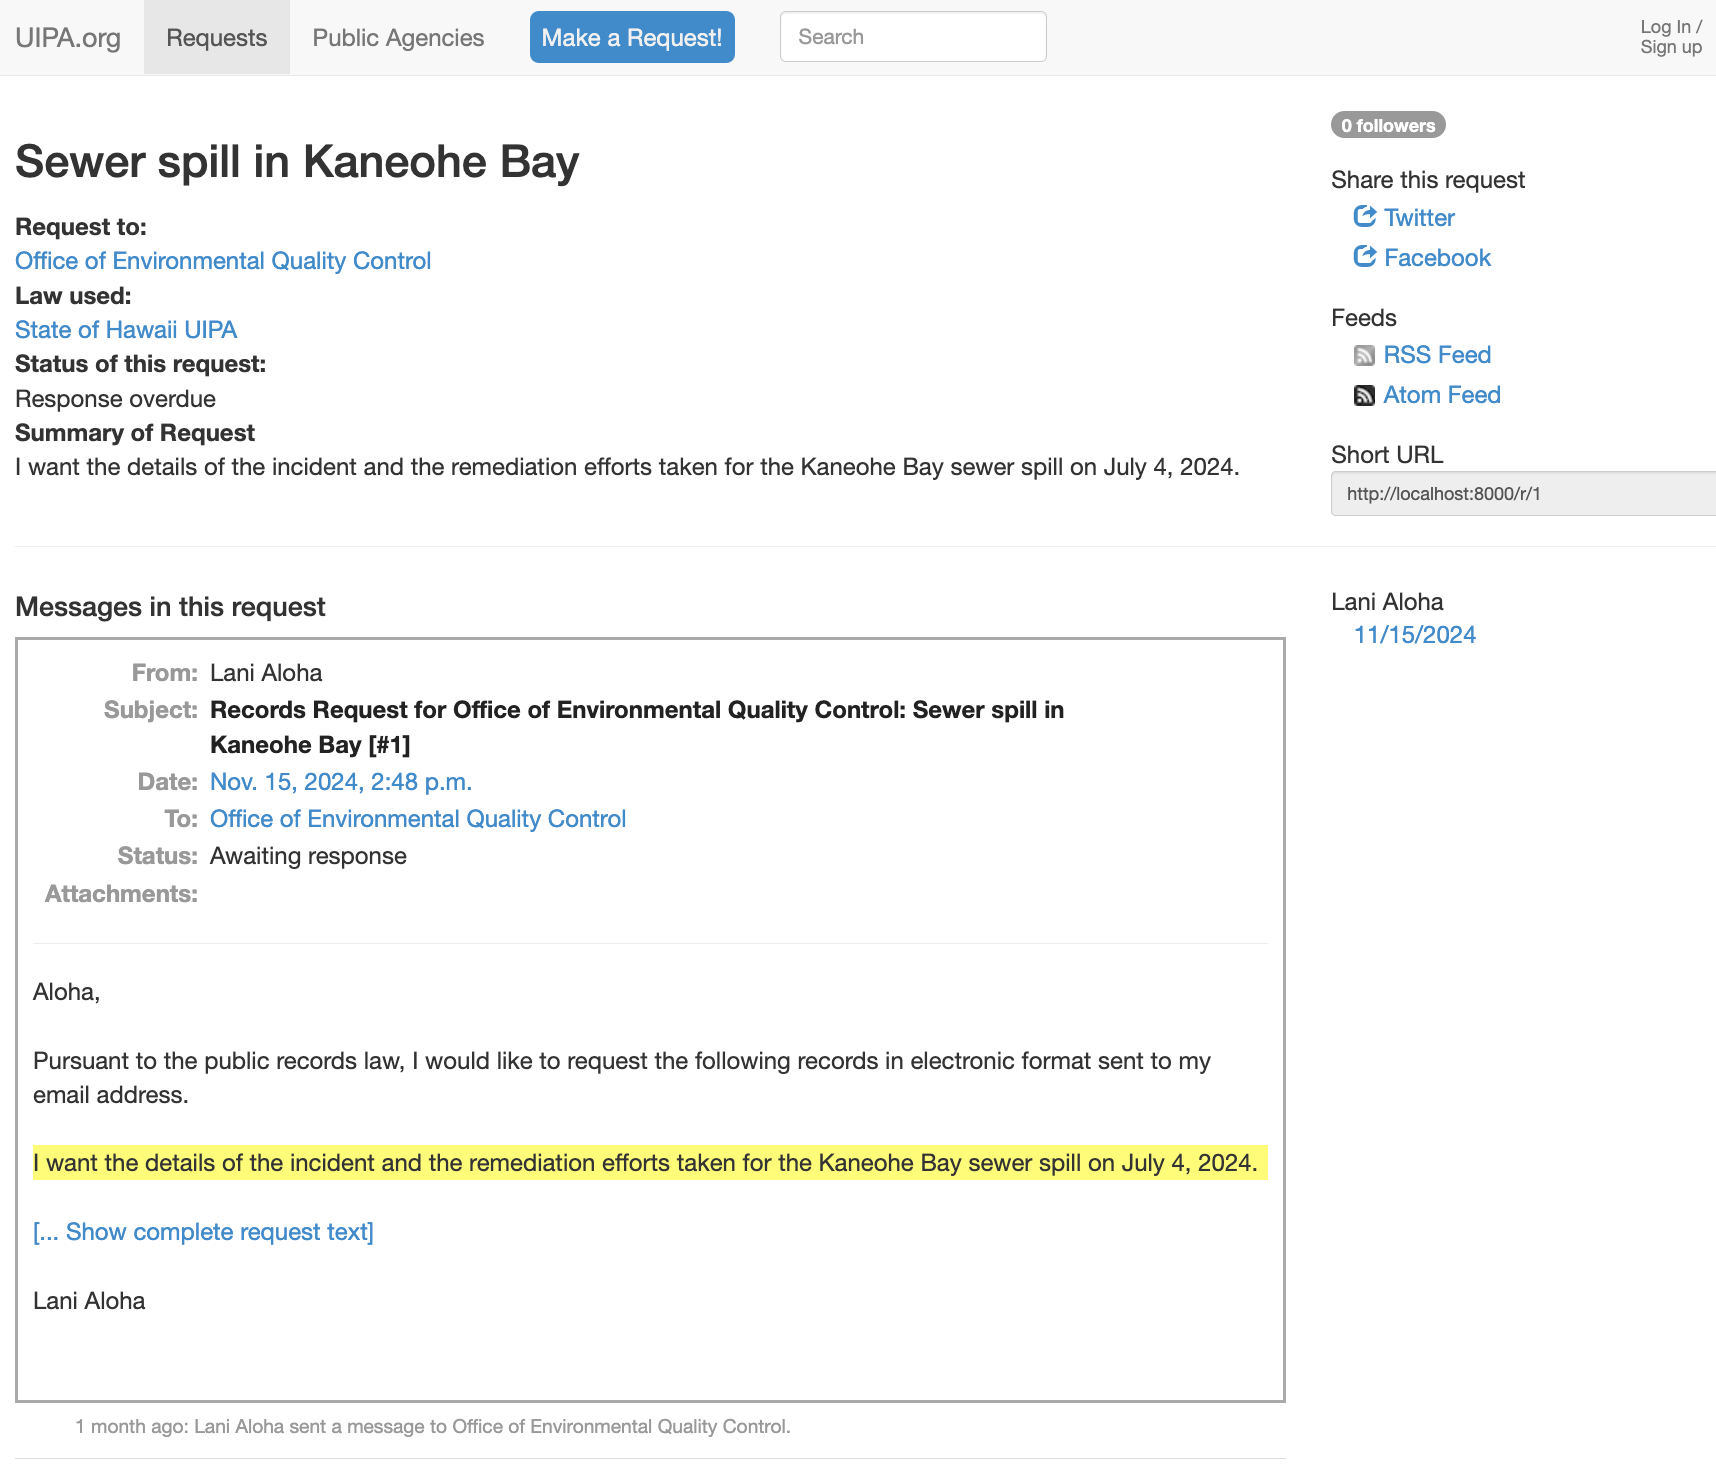 UIPA.org
Requests
Public Agencies
Make a Request!
Search
Log In /
Sign up
Sewer spill in Kaneohe Bay
Request to:
Office of Environmental Quality Control
Law used:
State of Hawaii UIPA
Status of this request:
Response overdue
Summary of Request
I want the details of the incident and the remediation efforts taken for the Kaneohe Bay sewer spill on July 4, 2024.
0 followers
Share this request
Twitter
Facebook
Feeds
RSS Feed
Atom Feed
Short URL
http://localhost:8000/r/1
Messages in this request
From: Lani Aloha
Subject: Records Request for Office of Environmental Quality Control: Sewer spill in
Kaneohe Bay [#1]
Date: Nov. 15, 2024, 2:48 p.m.
To: Office of Environmental Quality Control
Status: Awaiting response
Attachments:
Aloha,
Pursuant to the public records law, I would like to request the following records in electronic format sent to my
email address.
I want the details of the incident and the remediation efforts taken for the Kaneohe Bay sewer spill on July 4, 2024.
[... Show complete request text]
Lani Aloha
1 month ago: Lani Aloha sent a message to Office of Environmental Quality Control.
Lani Aloha
11/15/2024